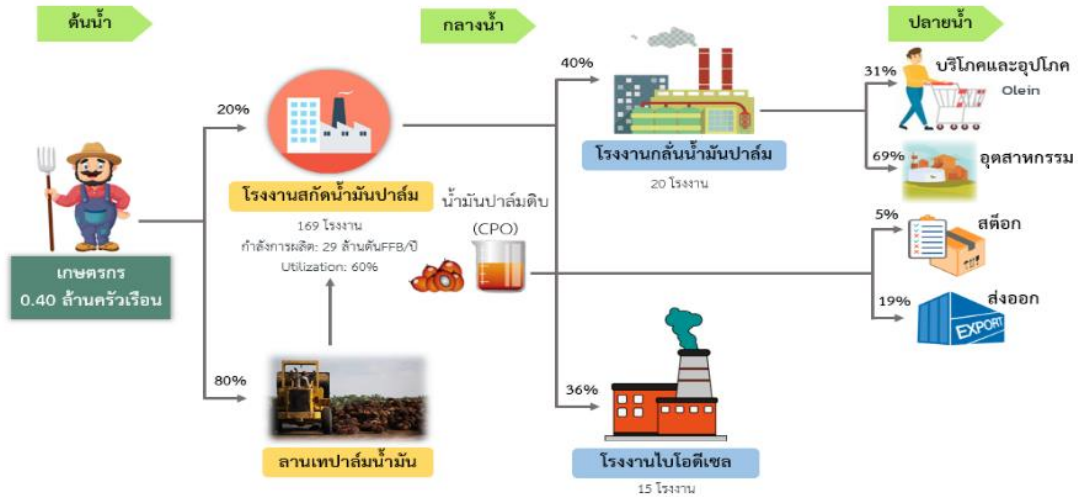 ต้นน้ำ
กลางน้ำ
ปลายน้ำ
เกษตรกร
0.40 ล้านครัวเรือน
20%
โรงงานสกัดน้ำมันปาล์ม
169 โรงงาน
กำลังการผลิต: 29 ล้านตันFFB/ปี
Utilization: 60%
80%
ลานเทปาล์มน้ำมัน
น้ำมันปาล์มดิบ
(CPO)
40%
โรงงานกลั่นน้ำมันปาล์ม
20 โรงงาน
36%
โรงงานไบโอดีเซล
15 โรงงาน
31%
บริโภคและอุปโภค
Olein
69%
อุตสาหกรรม
5%
สต็อก
19%
ส่งออก
EXPORT